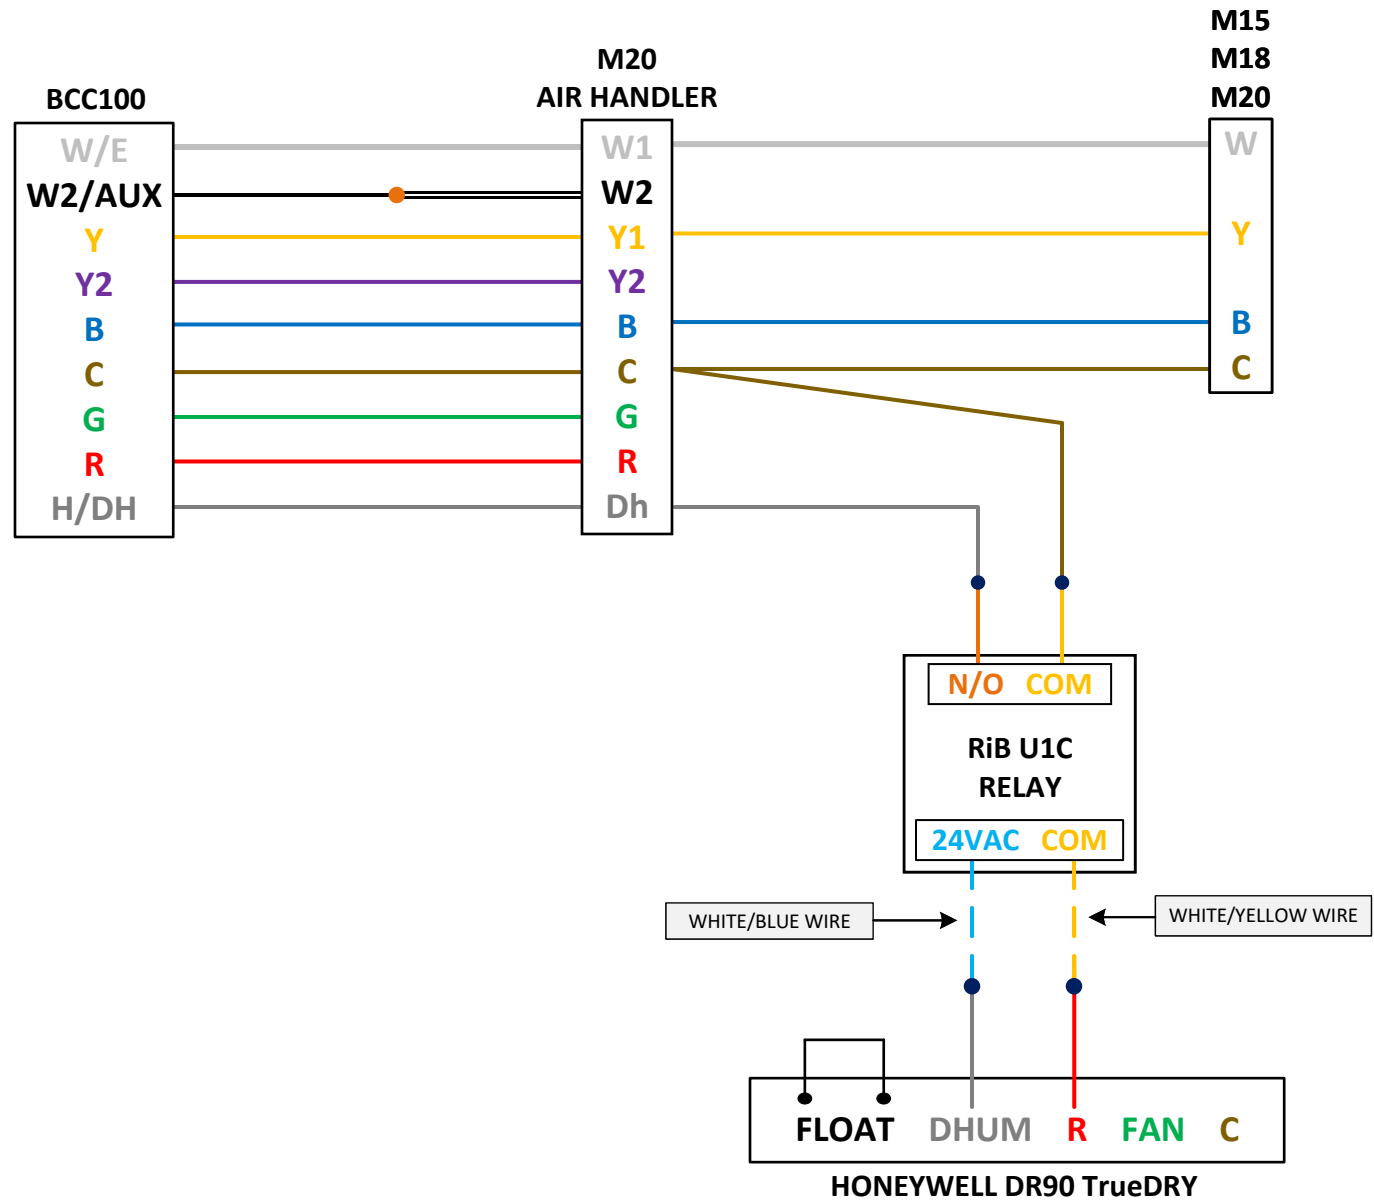 M15
M18
M20
M20
AIR HANDLER
BCC100
W/E
W2/AUX
Y
Y2
B
C
G
R
H/DH
W1
W2
Y1
Y2
B
C
G
R
Dh
W
Y
B
C
N/O COM
RiB U1C
RELAY
24VAC COM
WHITE/BLUE WIRE
WHITE/YELLOW WIRE
FLOAT DHUM R FAN C
HONEYWELL DR90 TrueDRY